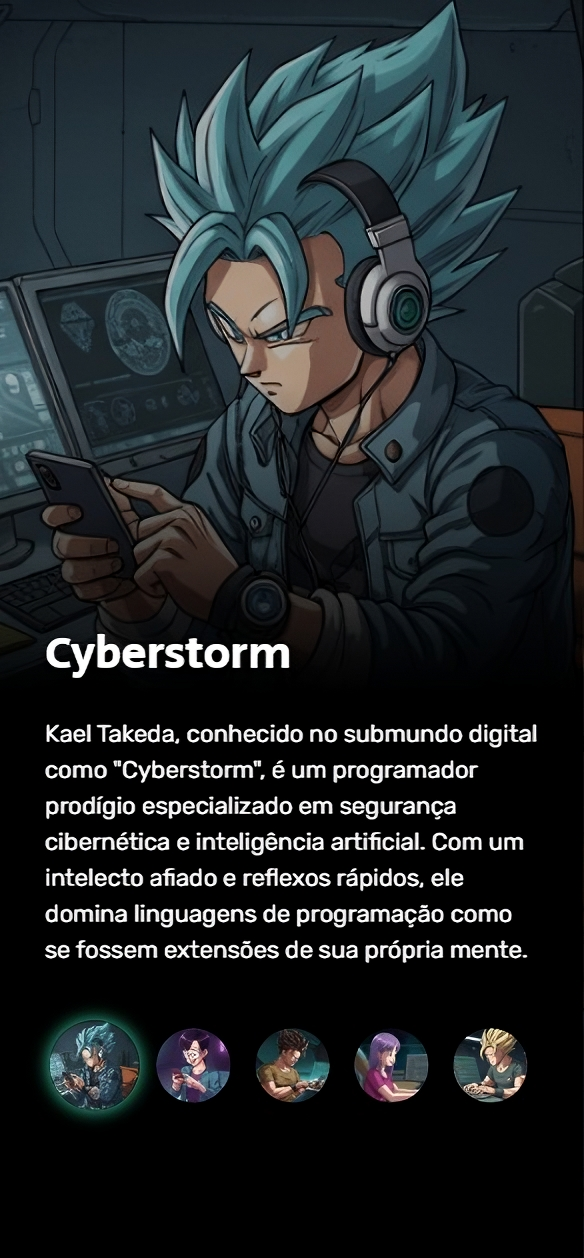 Cyberstorm
Kael Takeda, conhecido no submundo digital
como "Cyberstorm", é um programador
prodígio especializado em segurança
cibernética e inteligência artificial. Com um
intelecto afiado e reflexos rápidos, ele
domina linguagens de programação como
se fossem extensões de sua própria mente.